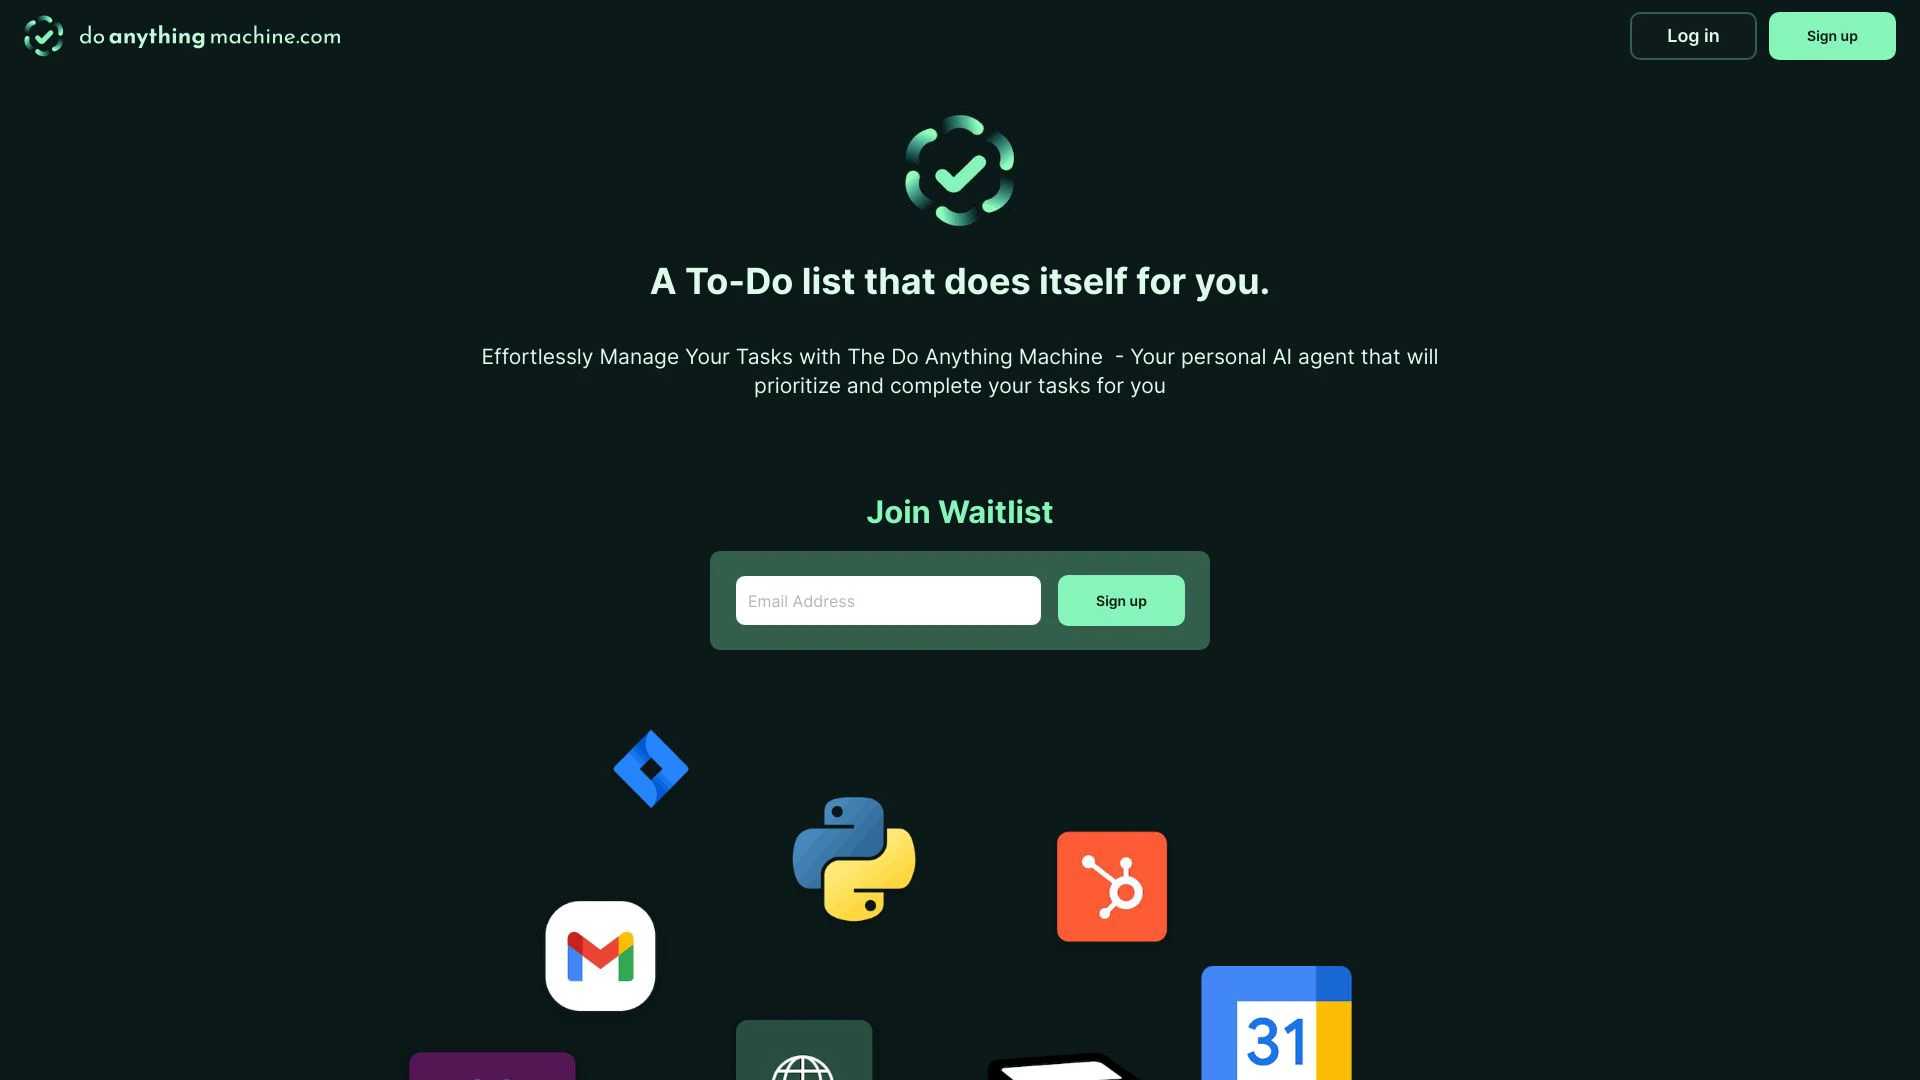 do anything machine.com
Log in
Sign up
A To-Do list that does itself for you.
Effortlessly Manage Your Tasks with The Do Anything Machine  - Your personal AI agent that will
prioritize and complete your tasks for you
Join Waitlist
Email Address
Sign up
31